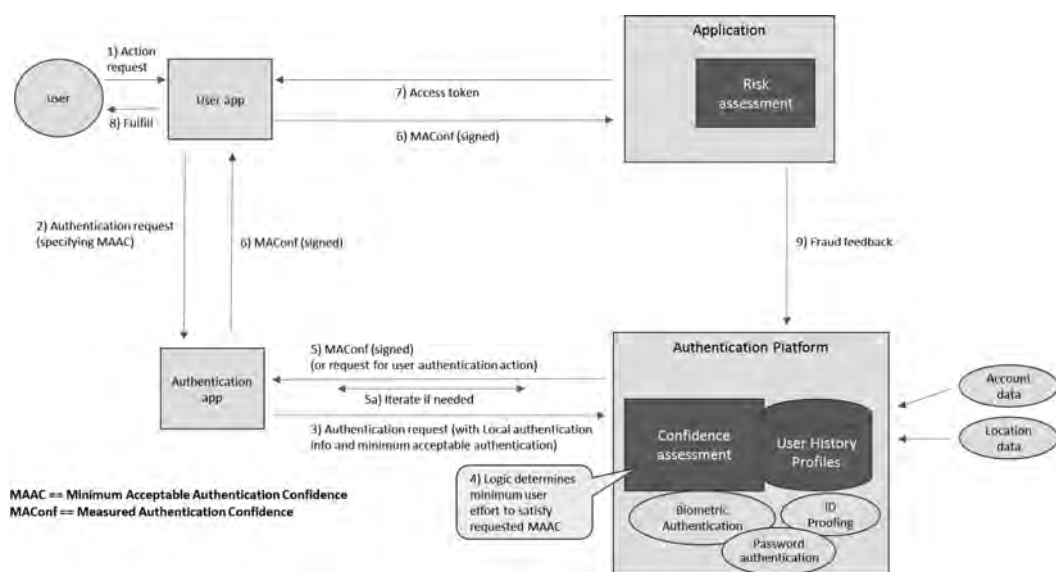 Application
1) Action
request
user
User app
Risk
assessment
7) Access token
8) Fulfill
6) MAConf (signed)
2) Authentication request
(specifying MAAC)
6) MAConf (signed)
9) Fraud feedback
5) MAConf (signed)
(or request for user authentication action)
Authentication Platform
Authentication
app
5a) Iterate if needed
Account
data
3) Authentication request (with Local authentication
info and minimum acceptable authentication)
Confidence
assessment
User History
Profiles
Location
data
4) Logic determines
minimum user
effort to satisfy
requested MAAC
MAAC == Minimum Acceptable Authentication Confidence
MAConf == Measured Authentication Confidence
Biometric
Authentication
ID
Proofing
Password
authentication